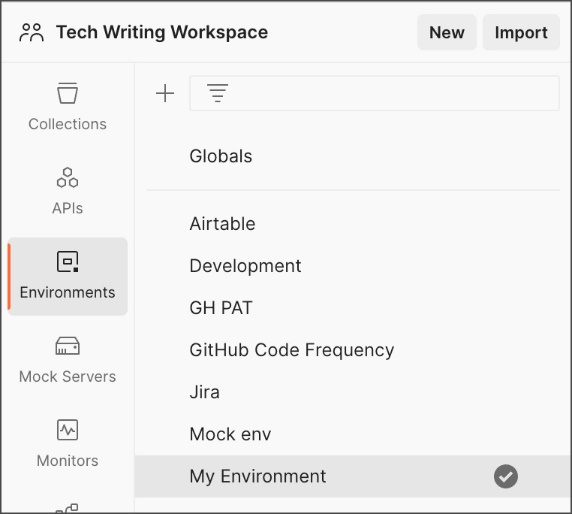 Tech Writing Workspace
New
Import
Collections
APIs
Environments
Mock Servers
Monitors
Globals
Airtable
Development
GH PAT
GitHub Code Frequency
Jira
Mock env
My Environment